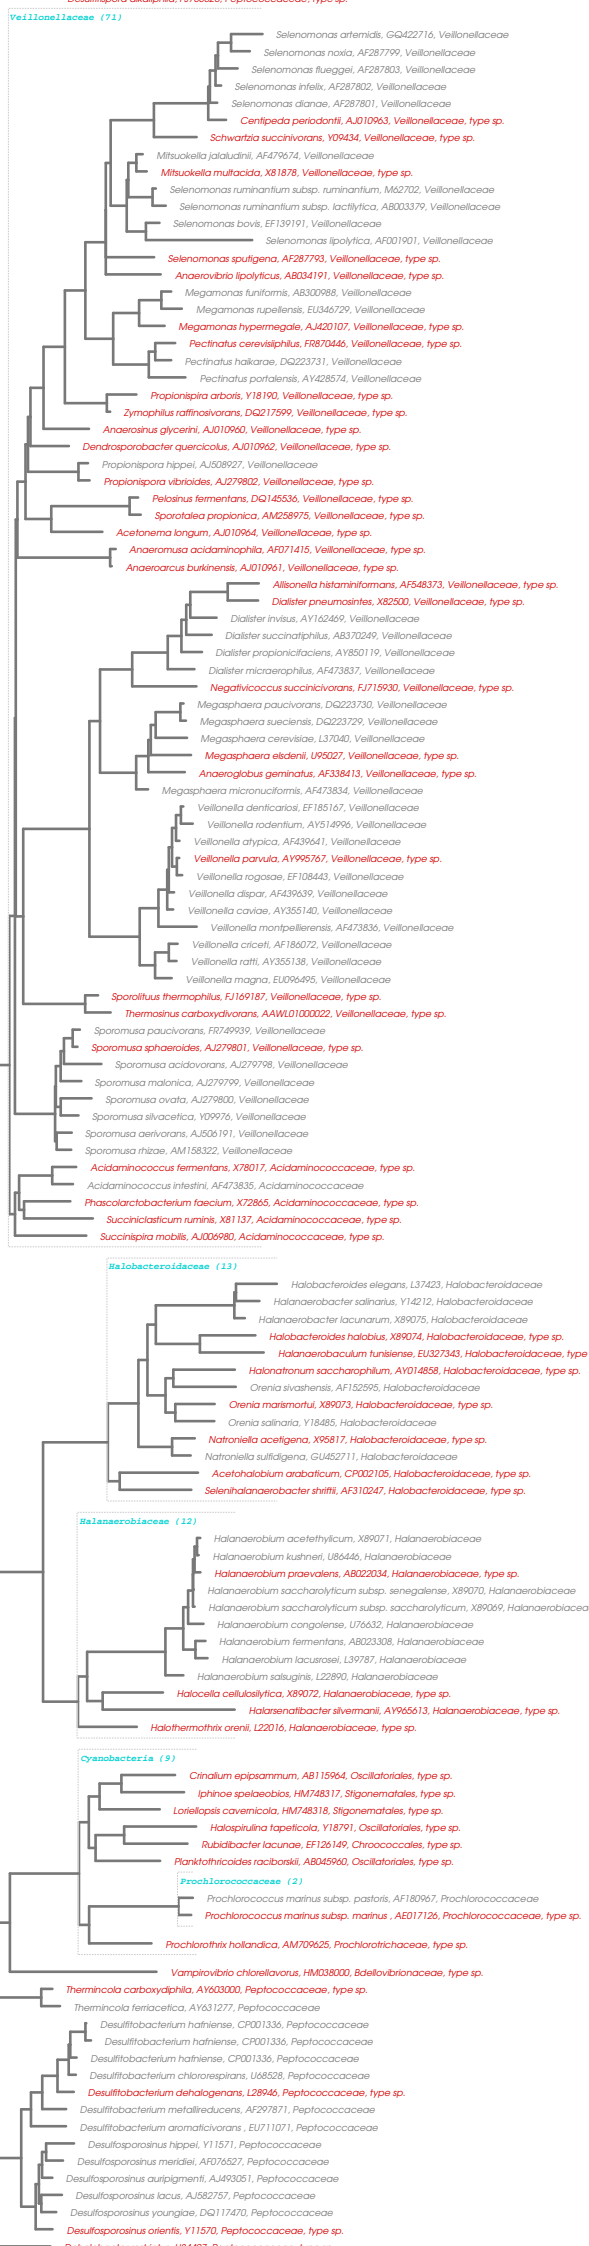 Veillonellaceae (71)
Selenomonas artemidis, GQ422716, Veillonellaceae
Selenomonas noxia, AF287799, Veillonellaceae
Selenomonas flueggei, AF287803, Veillonellaceae
Selenomonas infelix, AF287802, Veillonellaceae
Selenomonas dianae, AF287801, Veillonellaceae
Centipeda periodontii, AJ010963, Veillonellaceae, type sp.
Schwartzia succinivorans, Y09434, Veillonellaceae, type sp.
Mitsuokella jalaludinii, AF479674, Veillonellaceae
Mitsuokella multacida, X81878, Veillonellaceae, type sp.
Selenomonas ruminantium subsp. ruminantium, M62702, Veillonellaceae
Selenomonas ruminantium subsp. lactilytica, AB003379, Veillonellaceae
Selenomonas bovis, EF139191, Veillonellaceae
Selenomonas lipolytica, AF001901, Veillonellaceae
Selenomonas sputigena, AF287793, Veillonellaceae, type sp.
Anaerovibrio lipolyticus, AB034191, Veillonellaceae, type sp.
Megamonas funiformis, AB300988, Veillonellaceae
Megamonas rupellensis, EU346729, Veillonellaceae
Megamonas hypermegale, AJ420107, Veillonellaceae, type sp.
Pectinatus cerevisiiphilus, FR870446, Veillonellaceae, type sp.
Pectinatus haikarae, DQ223731, Veillonellaceae
Pectinatus portalensis, AY428574, Veillonellaceae
Propionispira arboris, Y18190, Veillonellaceae, type sp.
Zymophilus raffinosivorans, DQ217599, Veillonellaceae, type sp.
Anaerosinus glycerini, AJ010960, Veillonellaceae, type sp.
Dendrosporobacter quercicolus, AJ010962, Veillonellaceae, type sp.
Propionispora hippei, AJ508927, Veillonellaceae
Propionispora vibrioides, AJ279802, Veillonellaceae, type sp.
Pelosinus fermentans, DQ145536, Veillonellaceae, type sp.
Sporotalea propionica, AM258975, Veillonellaceae, type sp.
Acetonema longum, AJ010964, Veillonellaceae, type sp.
Anaeromusa acidaminophila, AF071415, Veillonellaceae, type sp.
Anaeroarcus burkinensis, AJ010961, Veillonellaceae, type sp.
Allisonella histaminiformans, AF548373, Veillonellaceae, type sp.
Dialister pneumosintes, X82500, Veillonellaceae, type sp.
Dialister invisus, AY162469, Veillonellaceae
Dialister succinatiphilus, AB370249, Veillonellaceae
Dialister propionicifaciens, AY850119, Veillonellaceae
Dialister micraerophilus, AF473837, Veillonellaceae
Negativicoccus succinicivorans, FJ715930, Veillonellaceae, type sp.
Megasphaera paucivorans, DQ223730, Veillonellaceae
Megasphaera sueciensis, DQ223729, Veillonellaceae
Megasphaera cerevisiae, L37040, Veillonellaceae
Megasphaera elsdenii, U95027, Veillonellaceae, type sp.
Anaeroglobus geminatus, AF338413, Veillonellaceae, type sp.
Megasphaera micronuciformis, AF473834, Veillonellaceae
Veillonella denticariosi, EF185167, Veillonellaceae
Veillonella rodentium, AY514996, Veillonellaceae
Veillonella atypica, AF439641, Veillonellaceae
Veillonella parvula, AY995767, Veillonellaceae, type sp.
Veillonella rogosae, EF108443, Veillonellaceae
Veillonella dispar, AF439639, Veillonellaceae
Veillonella caviae, AY355140, Veillonellaceae
Veillonella montpellierensis, AF473836, Veillonellaceae
Veillonella criceti, AF186072, Veillonellaceae
Veillonella ratti, AY355138, Veillonellaceae
Veillonella magna, EU096495, Veillonellaceae
Sporolituus thermophilus, FJ169187, Veillonellaceae, type sp.
Thermosinus carboxydivorans, AAWL01000022, Veillonellaceae, type sp.
Sporomusa paucivorans, FR749939, Veillonellaceae
Sporomusa sphaeroides, AJ279801, Veillonellaceae, type sp.
Sporomusa acidovorans, AJ279798, Veillonellaceae
Sporomusa malonica, AJ279799, Veillonellaceae
Sporomusa ovata, AJ279800, Veillonellaceae
Sporomusa silvacetica, Y09976, Veillonellaceae
Sporomusa aerivorans, AJ506191, Veillonellaceae
Sporomusa rhizae, AM158322, Veillonellaceae
Acidaminococcus fermentans, X78017, Acidaminococcaceae, type sp.
Acidaminococcus intestini, AF473835, Acidaminococcaceae
Phascolarctobacterium faecium, X72865, Acidaminococcaceae, type sp.
Succiniclasticum ruminis, X81137, Acidaminococcaceae, type sp.
Succinispira mobilis, AJ006980, Acidaminococcaceae, type sp.
Halobacteroidaceae (13)
Halobacteroides elegans, L37423, Halobacteroidaceae
Halanaerobacter salinarius, Y14212, Halobacteroidaceae
Halanaerobacter lacunarum, X89075, Halobacteroidaceae
Halobacteroides halobius, X89074, Halobacteroidaceae, type sp.
Halanaerobaculum tunisiense, EU327343, Halobacteroidaceae, type
Halonatronum saccharophilum, AY014858, Halobacteroidaceae, type sp.
Orenia sivashensis, AF152595, Halobacteroidaceae
Orenia marismortui, X89073, Halobacteroidaceae, type sp.
Orenia salinaria, Y18485, Halobacteroidaceae
Natroniella acetigena, X95817, Halobacteroidaceae, type sp.
Natroniella sulfidigena, GU452711, Halobacteroidaceae
Acetohalobium arabaticum, CP002105, Halobacteroidaceae, type sp.
Selenihalanaerobacter shriftii, AF310247, Halobacteroidaceae, type sp.
Halanaerobiaceae (12)
Halanaerobium acetethylicum, X89071, Halanaerobiaceae
Halanaerobium kushneri, U86446, Halanaerobiaceae
Halanaerobium praevalens, AB022034, Halanaerobiaceae, type sp.
Halanaerobium saccharolyticum subsp. senegalense, X89070, Halanaerobiaceae
Halanaerobium saccharolyticum subsp. saccharolyticum, X89069, Halanaerobiacea
Halanaerobium congolense, U76632, Halanaerobiaceae
Halanaerobium fermentans, AB023308, Halanaerobiaceae
Halanaerobium lacusrosei, L39787, Halanaerobiaceae
Halanaerobium salsuginis, L22890, Halanaerobiaceae
Halocella cellulosilytica, X89072, Halanaerobiaceae, type sp.
Halarsenatibacter silvermanii, AY965613, Halanaerobiaceae, type sp.
Halothermothrix orenii, L22016, Halanaerobiaceae, type sp.
Cyanobacteria (9)
Crinalium epipsammum, AB115964, Oscillatoriales, type sp.
Iphinoe spelaeobios, HM748317, Stigonematales, type sp.
Loriellopsis cavernicola, HM748318, Stigonematales, type sp.
Halospirulina tapeticola, Y18791, Oscillatoriales, type sp.
Rubidibacter lacunae, EF126149, Chroococcales, type sp.
Planktothricoides raciborskii, AB045960, Oscillatoriales, type sp.
Prochlorococcaceae (2)
Prochlorococcus marinus subsp. pastoris, AF180967, Prochlorococcaceae
Prochlorococcus marinus subsp. marinus , AE017126, Prochlorococcaceae, type sp.
Prochlorothrix hollandica, AM709625, Prochlorotrichaceae, type sp.
Vampirovibrio chlorellavorus, HM038000, Bdellovibrionaceae, type sp.
Thermincola carboxydiphila, AY603000, Peptococcaceae, type sp.
Thermincola ferriacetica, AY631277, Peptococcaceae
Desulfitobacterium hafniense, CP001336, Peptococcaceae
Desulfitobacterium hafniense, CP001336, Peptococcaceae
Desulfitobacterium hafniense, CP001336, Peptococcaceae
Desulfitobacterium chlororespirans, U68528, Peptococcaceae
Desulfitobacterium dehalogenans, L28946, Peptococcaceae, type sp.
Desulfitobacterium metallireducens, AF297871, Peptococcaceae
Desulfitobacterium aromaticivorans , EU711071, Peptococcaceae
Desulfosporosinus hippei, Y11571, Peptococcaceae
Desulfosporosinus meridiei, AF076527, Peptococcaceae
Desulfosporosinus auripigmenti, AJ493051, Peptococcaceae
Desulfosporosinus lacus, AJ582757, Peptococcaceae
Desulfosporosinus youngiae, DQ117470, Peptococcaceae
Desulfosporosinus orientis, Y11570, Peptococcaceae, type sp.